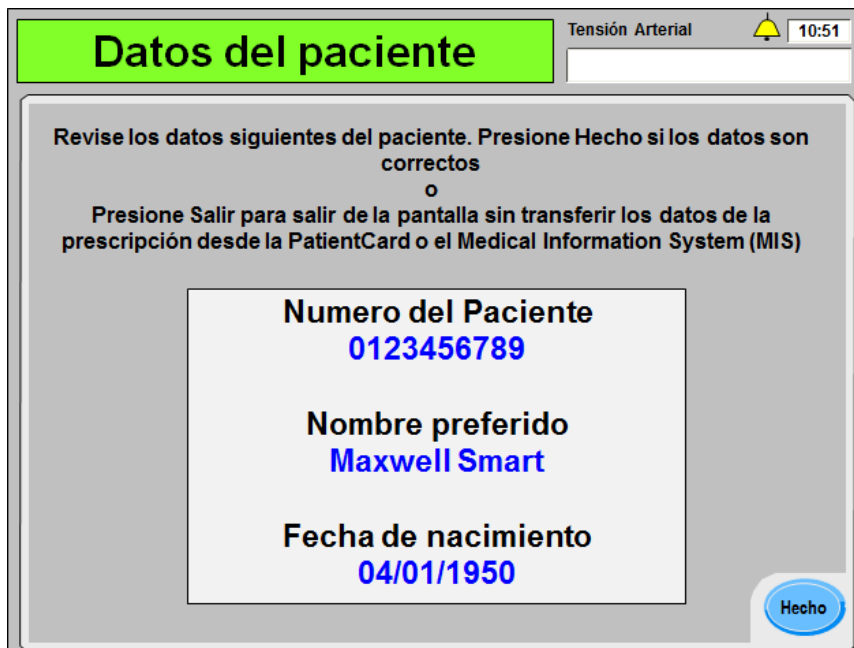 Datos del paciente
Tensión Arterial
10:51
Revise los datos siguientes del paciente. Presione Hecho si los datos son
correctos
o
Presione Salir para salir de la pantalla sin transferir los datos de la
prescripción desde la PatientCard o el Medical Information System (MIS)
Numero del Paciente
0123456789
Nombre preferido
Maxwell Smart
Fecha de nacimiento
04/01/1950
Hecho